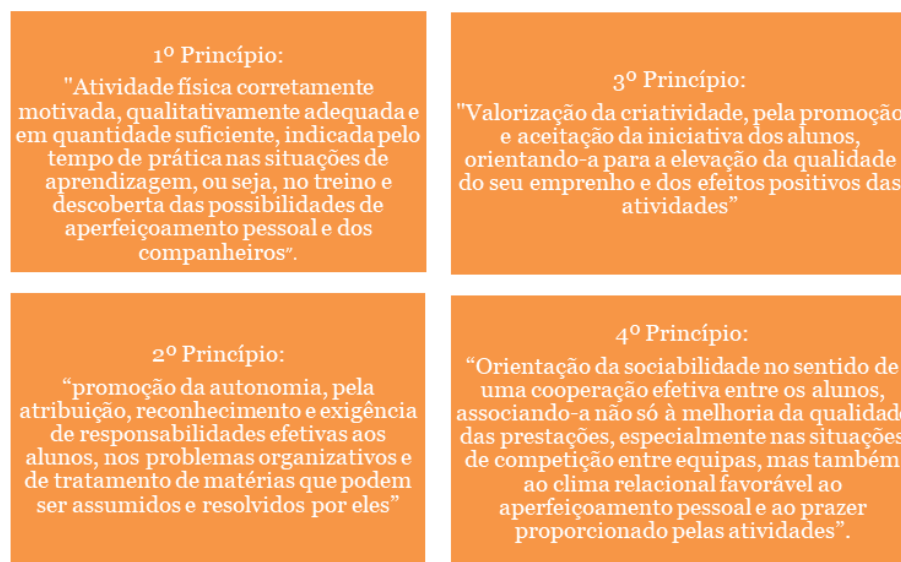 1º Princípio:
"Atividade física corretamente
motivada, qualitativamente adequada e
em quantidade suficiente, indicada pelo
tempo de prática nas situações de
aprendizagem, ou seja, no treino e
descoberta das possibilidades de
aperfeiçoamento pessoal e dos
companheiros".
2º Princípio:
“promoção da autonomia, pela
atribuição, reconhecimento e exigência
de responsabilidades efetivas aos
alunos, nos problemas organizativos e
de tratamento de matérias que podem
ser assumidos e resolvidos por eles”
3º Princípio:
"Valorização da criatividade, pela promoção
e aceitação da iniciativa dos alunos,
orientando-a para a elevação da qualidade
do seu emprenho e dos efeitos positivos das
atividades”
4º Princípio:
“Orientação da sociabilidade no sentido de
uma cooperação efetiva entre os alunos,
associando-a não só à melhoria da qualidade
das prestações, especialmente nas situações
de competição entre equipas, mas também
ao clima relacional favorável ao
aperfeiçoamento pessoal e ao prazer
proporcionado pelas atividades”.